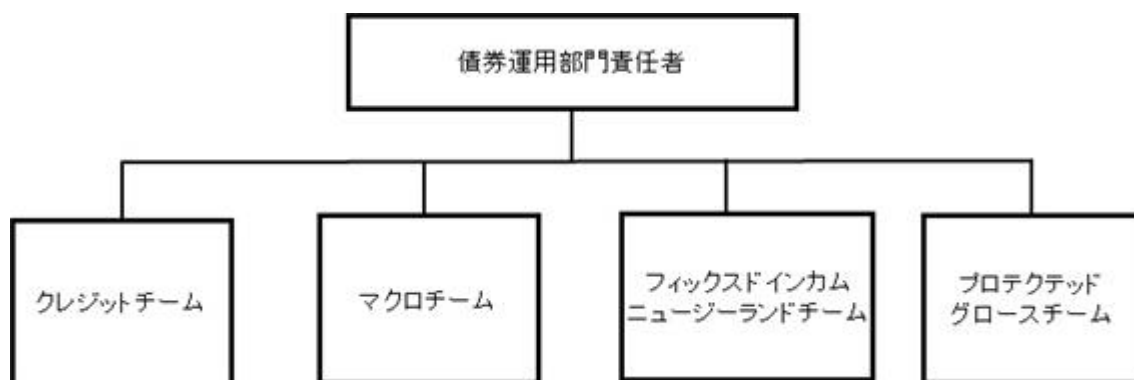 債券運用部門責任者
クレジットチーム
マクロチーム
フィックスドインカム
ニュージーランドチーム
プロテクテッド
グロースチーム